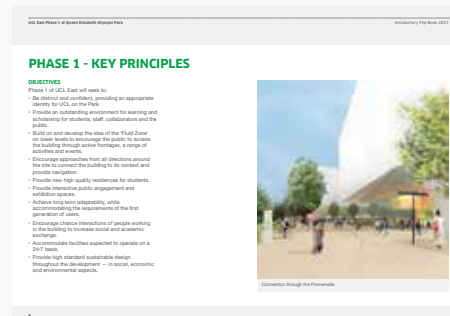 UCL East Phase 1 at Queen Elizabeth Olympic Park
Introductory Flip Book 2017
PHASE 1 - KEY PRINCIPLES
OBJECTIVES
Phase 1 of UCL East will seek to:
• Be distinct and confident, providing an appropriate
identity for UCL on the Park.
• Provide an outstanding environment for learning and
scholarship for students, staff, collaborators and the
public.
• Build on and develop the idea of the 'Fluid Zone'
on lower levels to encourage the public to access
the building through active frontages, a range of
activities and events.
• Encourage approaches from all directions around
the site to connect the building to its context and
provide navigation.
• Provide new high quality residences for students.
• Provide interactive public engagement and
exhibition spaces.
• Achieve long term adaptability, while
accommodating the requirements of the first
generation of users.
• Encourage chance interactions of people working
in the building to increase social and academic
exchange.
• Accommodate facilities expected to operate on a
24/7 basis.
• Provide high standard sustainable design
throughout the development — in social, economic
and environmental aspects.
Connection through the Promenade